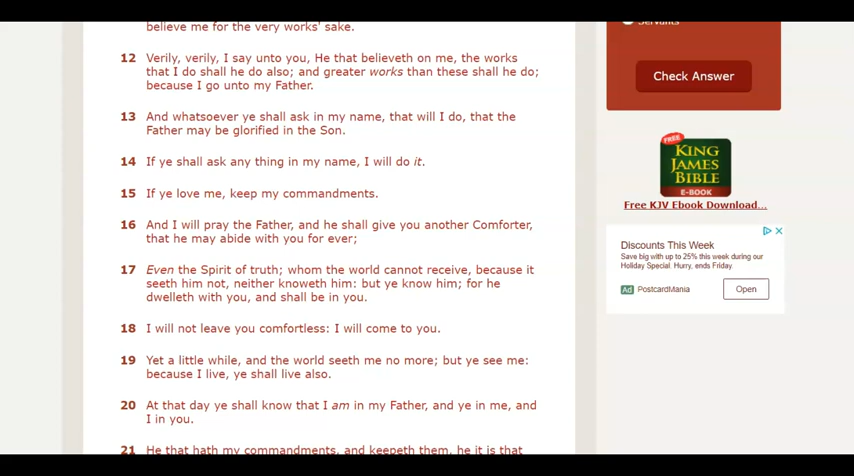 believe me for the very works' sake.
12 Verily, verily, I say unto you, He that believeth on me, the works
that I do shall he do also; and greater works than these shall he do;
because I go unto my Father.
13 And whatsoever ye shall ask in my name, that will I do, that the
Father may be glorified in the Son.
14 If ye shall ask any thing in my name, I will do it.
15 If ye love me, keep my commandments.
16 And I will pray the Father, and he shall give you another Comforter,
that he may abide with you for ever;
17 Even the Spirit of truth; whom the world cannot receive, because it
seeth him not, neither knoweth him: but ye know him; for he
dwelleth with you, and shall be in you.
18 I will not leave you comfortless: I will come to you.
19 Yet a little while, and the world seeth me no more; but ye see me:
because I live, ye shall live also.
20 At that day ye shall know that I am in my Father, and ye in me, and
I in you.
21 He that hath my commandments, and keepeth them, he it is that
Servants
Check Answer
FREE
KING
JAMES
BIBLE
E-BOOK
Free KJV Ebook Download...
Discounts This Week
Save big with up to 25% this week during our
Holiday Special. Hurry, ends Friday.
Ad PostcardMania
Open